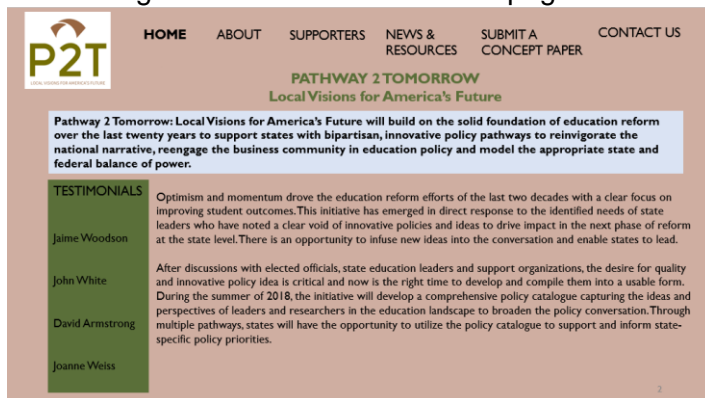 HOME ABOUT SUPPORTERS NEWS & RESOURCES SUBMIT A CONCEPT PAPER CONTACT US
P2T
LOCAL VISIONS FOR AMERICA'S FUTURE
PATHWAY 2 TOMORROW
Local Visions for America's Future
Pathway 2 Tomorrow: Local Visions for America's Future will build on the solid foundation of education reform
over the last twenty years to support states with bipartisan, innovative policy pathways to reinvigorate the
national narrative, reengage the business community in education policy and model the appropriate state and
federal balance of power.
TESTIMONIALS
Jaime Woodson
John White
David Armstrong
Joanne Weiss
Optimism and momentum drove the education reform efforts of the last two decades with a clear focus on
improving student outcomes. This initiative has emerged in direct response to the identified needs of state
leaders who have noted a clear void of innovative policies and ideas to drive impact in the next phase of reform
at the state level. There is an opportunity to infuse new ideas into the conversation and enable states to lead.
After discussions with elected officials, state education leaders and support organizations, the desire for quality
and innovative policy idea is critical and now is the right time to develop and compile them into a usable form.
During the summer of 2018, the initiative will develop a comprehensive policy catalogue capturing the ideas and
perspectives of leaders and researchers in the education landscape to broaden the policy conversation. Through
multiple pathways, states will have the opportunity to utilize the policy catalogue to support and inform state-
specific policy priorities.
2